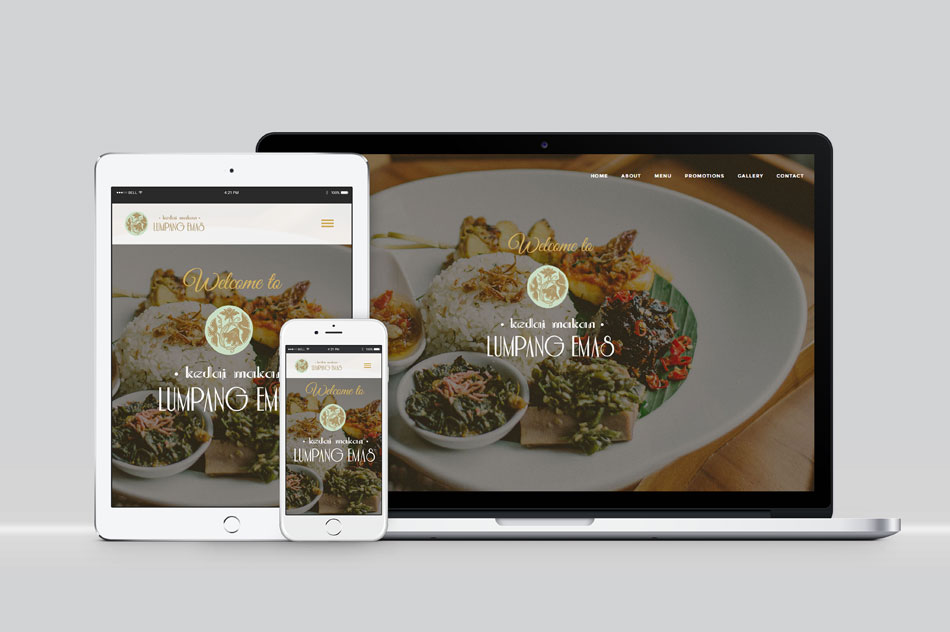 ●●●○○ BELL
4:21 PM
100%
• kedai makan •
LUMPANG EMAS
Welcome to
• kedai makan
LUMPANG EM
●●●○○ BELL
4:21 PM
100%
• kedai makan •
LUMPANG EMAS
Welcome to
• kedai makan •
LUMPANG EMAS
HOME ABOUT MENU PROMOTIONS GALLERY CONTACT
Welcome to
• kedai makan •
LUMPANG EMAS